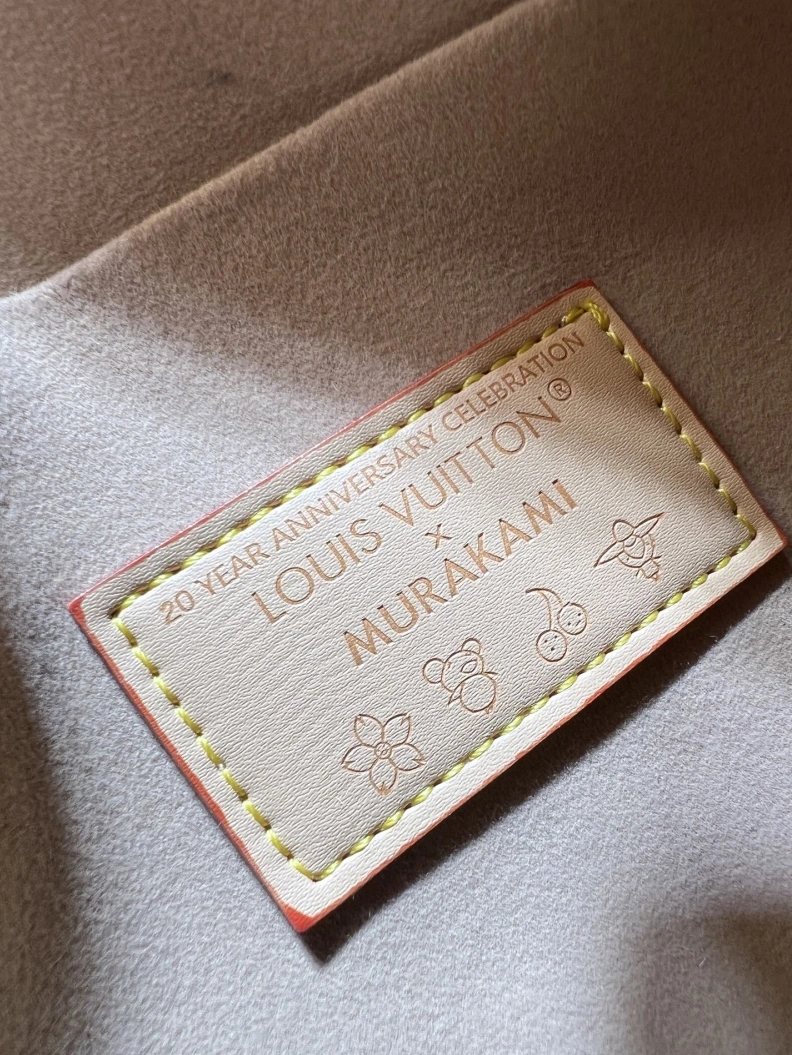 20 YEAR ANNIVERSARY CELEBRATION
LOUIS VUITTON®
x
MURAKAMI